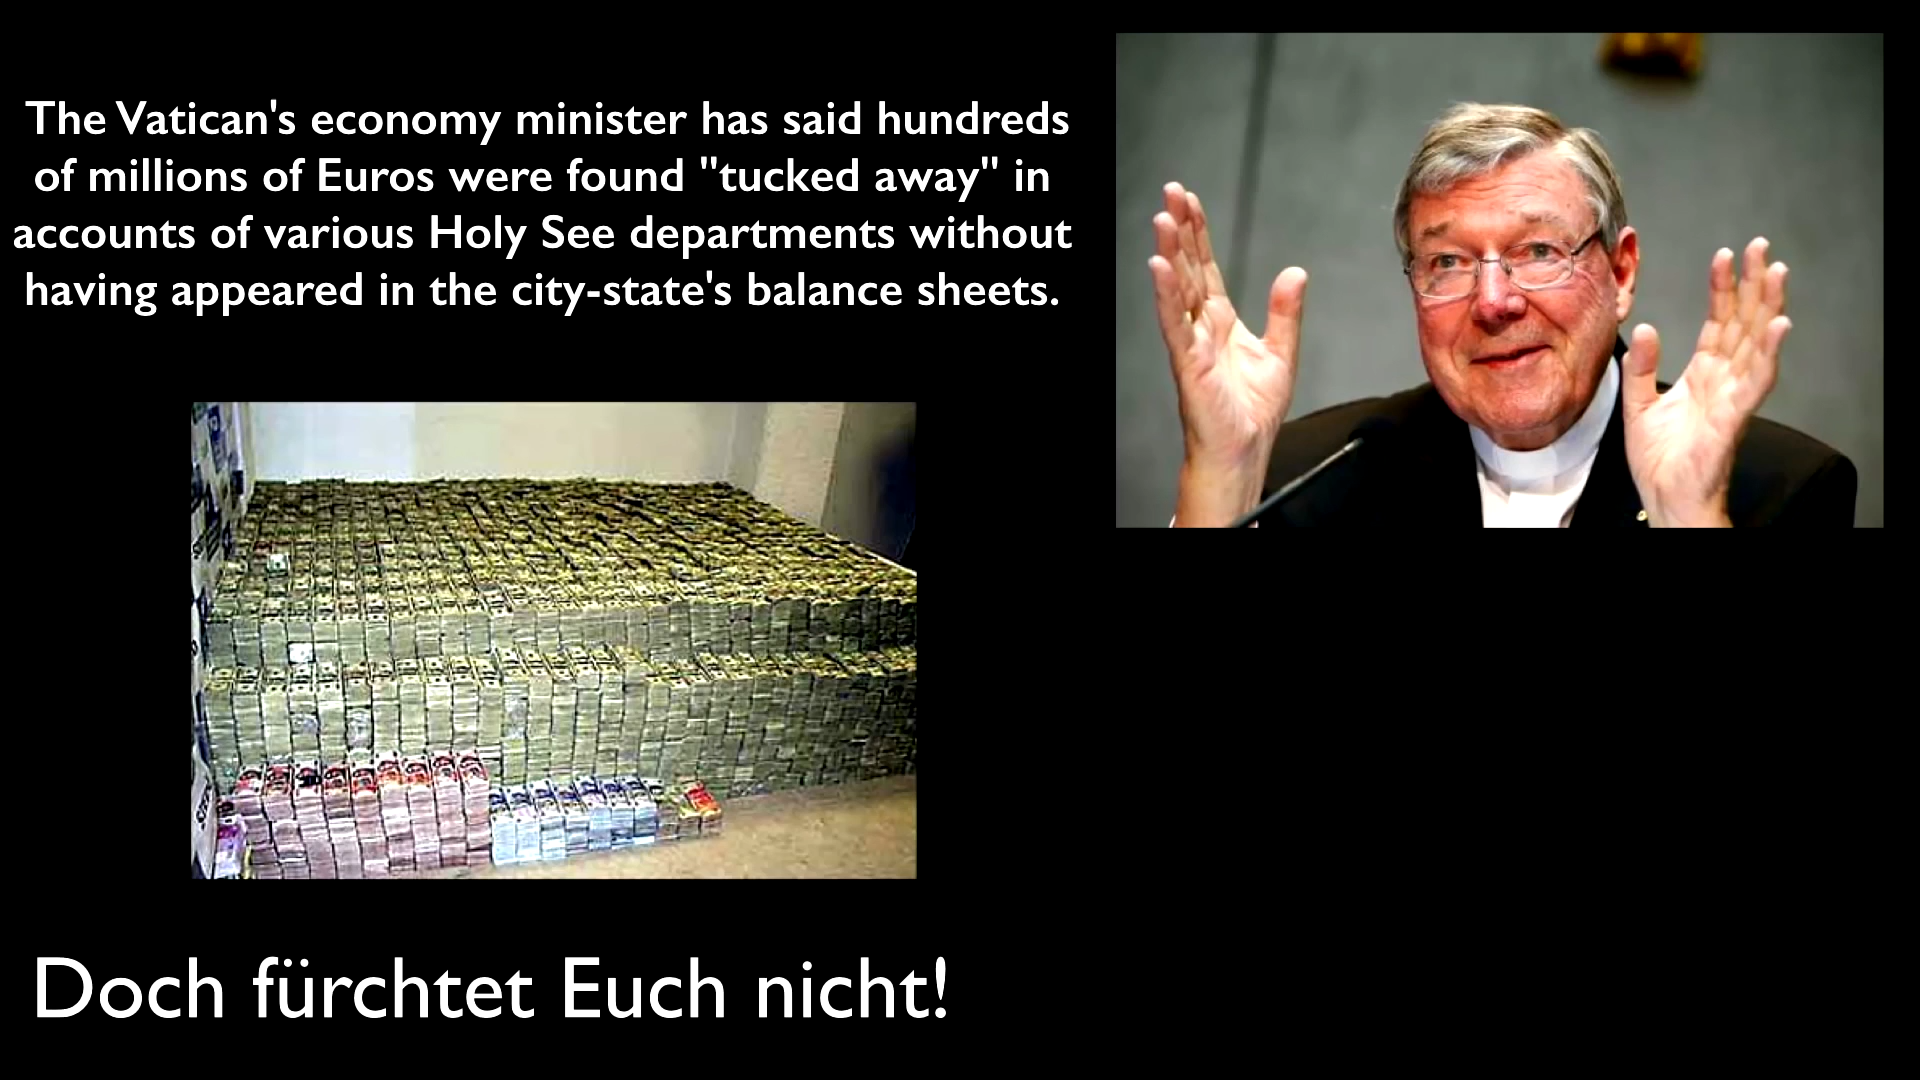 The Vatican's economy minister has said hundreds
of millions of Euros were found "tucked away" in
accounts of various Holy See departments without
having appeared in the city-state's balance sheets.
Doch fürchtet Euch nicht!